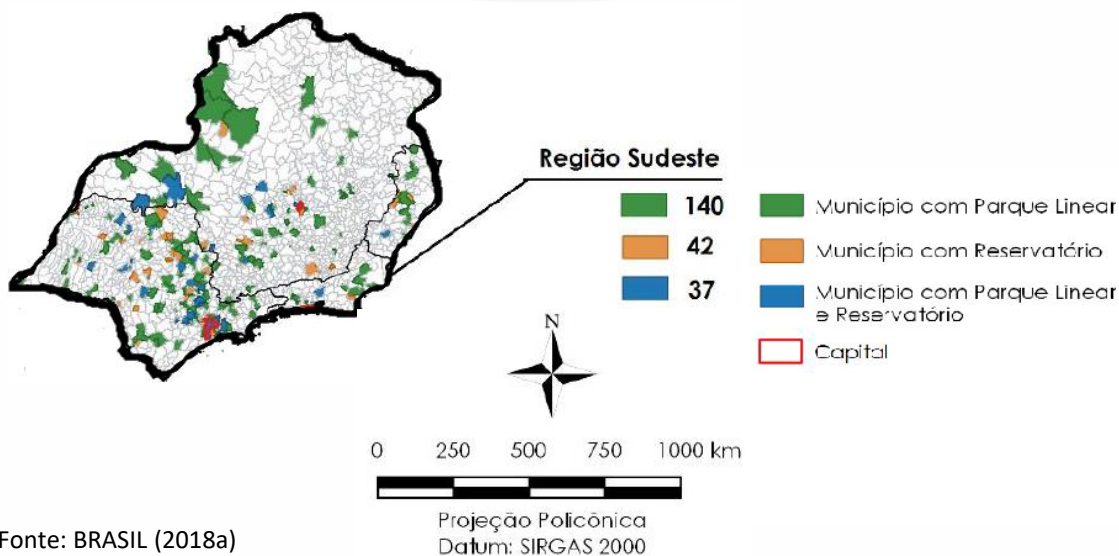 Região Sudeste
140
42
37
Município com Parque Linear
Município com Reservatório
Município com Parque Linear
e Reservatório
Capital
N
0 250 500 750 1000 km
Projeção Policônica
Datum: SIRGAS 2000
Fonte: BRASIL (2018a)